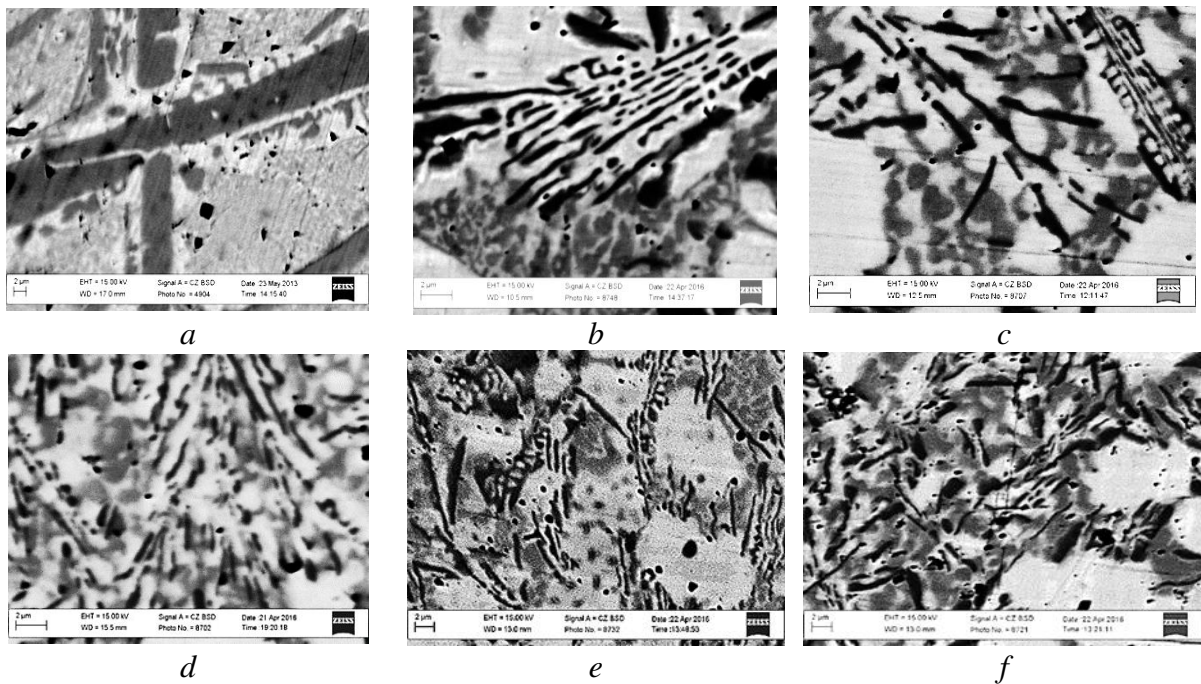 2 µm EHT = 15.00 kV Signal A = CZ BSD Date :23 May 2013
WD = 17.0 mm Photo No. = 4904 Time :14:15:40
ZEISS
a
2 µm EHT = 15.00 kV Signal A = CZ BSD Date :22 Apr 2016
WD = 10.5 mm Photo No. = 8748 Time :14:37:17
ZEISS
b
2 µm EHT = 15.00 kV Signal A = CZ BSD Date :22 Apr 2016
WD = 12.5 mm Photo No. = 8707 Time :12:11:47
ZEISS
c
2 µm EHT = 15.00 kV Signal A = CZ BSD Date :21 Apr 2016
WD = 15.5 mm Photo No. = 8702 Time :19:20:18
ZEISS
d
2 µm EHT = 15.00 kV Signal A = CZ BSD Date :22 Apr 2016
WD = 13.0 mm Photo No. = 8732 Time :13:48:50
ZEISS
e
2 µm EHT = 15.00 kV Signal A = CZ BSD Date :22 Apr 2016
WD = 13.0 mm Photo No. = 8721 Time :13:21:11
ZEISS
f